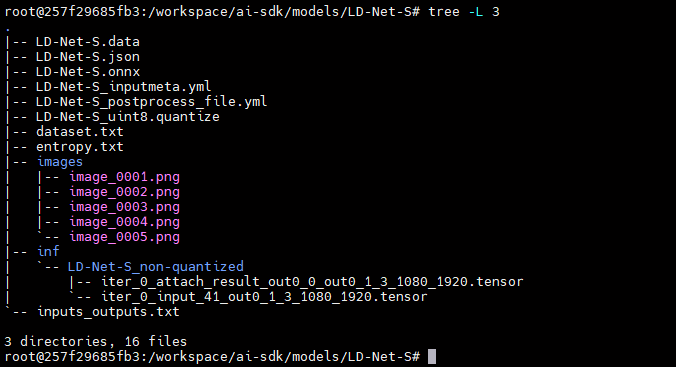 root@257f29685fb3:/workspace/ai-sdk/models/LD-Net-S# tree -L 3
.
|-- LD-Net-S.data
|-- LD-Net-S.json
|-- LD-Net-S.onnx
|-- LD-Net-S_inputmeta.yml
|-- LD-Net-S_postprocess_file.yml
|-- LD-Net-S_uint8.quantize
|-- dataset.txt
|-- entropy.txt
|-- images
|   |-- image_0001.png
|   |-- image_0002.png
|   |-- image_0003.png
|   |-- image_0004.png
|   `-- image_0005.png
|-- inf
|   `-- LD-Net-S_non-quantized
|       |-- iter_0_attach_result_out0_0_out0_1_3_1080_1920.tensor
|       `-- iter_0_input_41_out0_1_3_1080_1920.tensor
`-- inputs_outputs.txt

3 directories, 16 files
root@257f29685fb3:/workspace/ai-sdk/models/LD-Net-S#